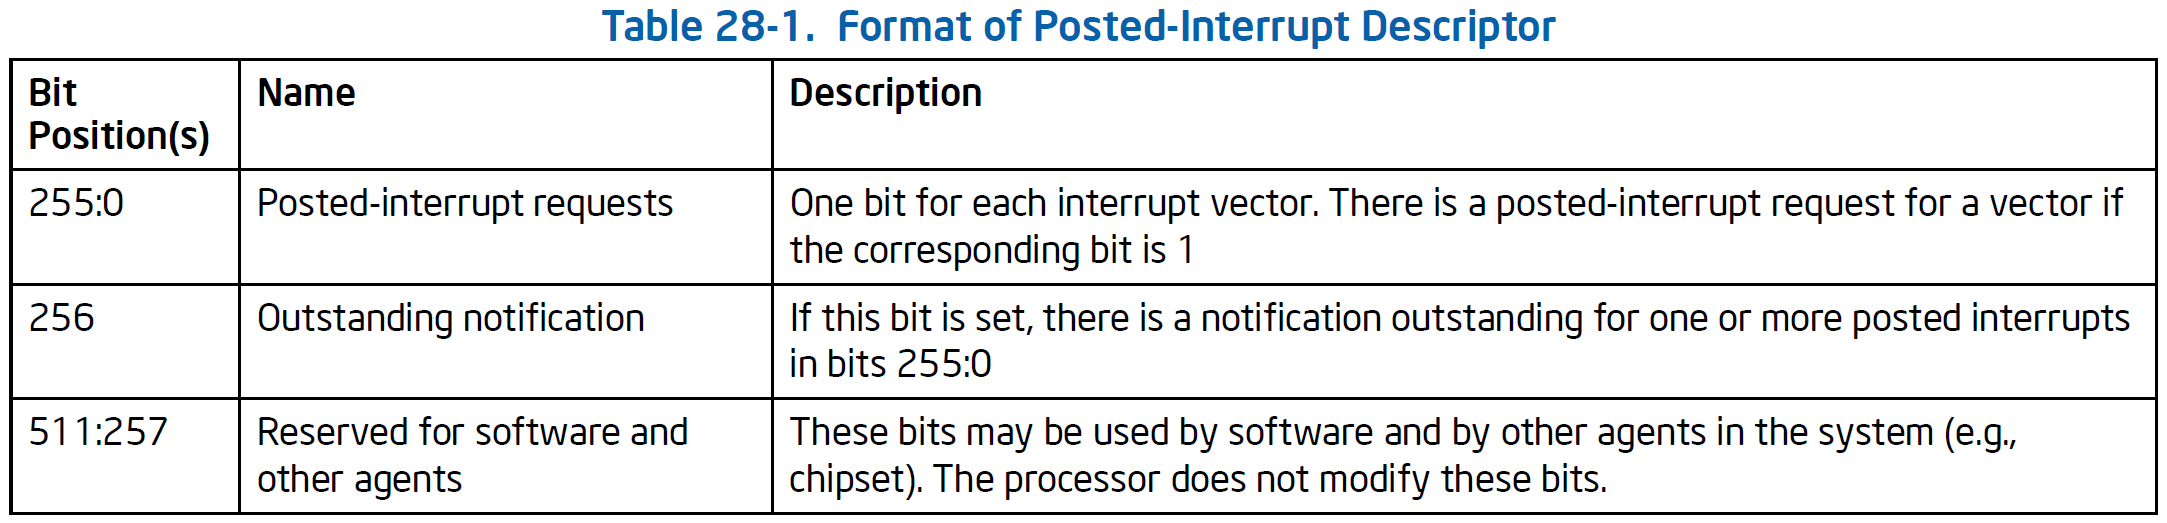 Table 28-1. Format of Posted-Interrupt Descriptor
Bit Position(s) Name Description
255:0 Posted-interrupt requests One bit for each interrupt vector. There is a posted-interrupt request for a vector if
the corresponding bit is 1
256 Outstanding notification If this bit is set, there is a notification outstanding for one or more posted interrupts
in bits 255:0
511:257 Reserved for software and other agents These bits may be used by software and by other agents in the system (e.g.,
chipset). The processor does not modify these bits.